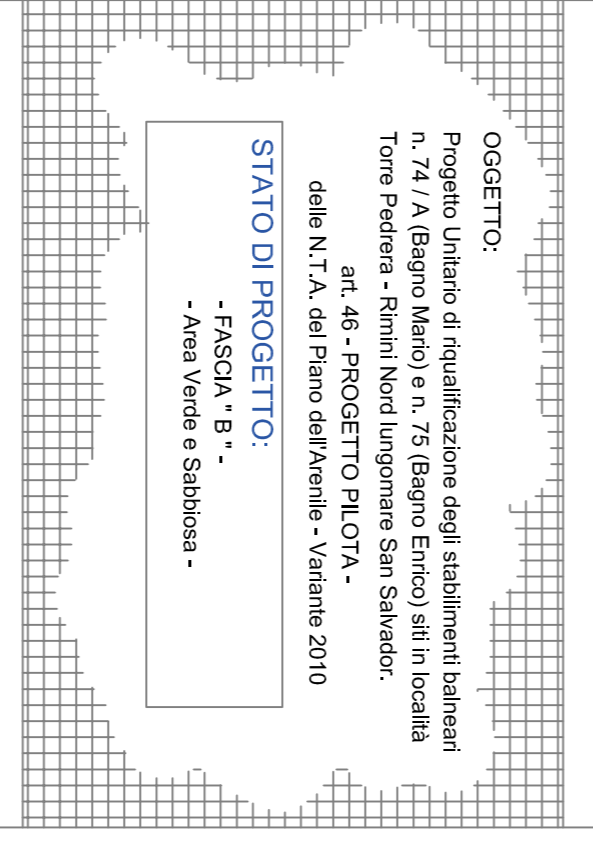 OGGETTO:
Progetto Unitario di riqualificazione degli stabilimenti balneari
n. 74 / A (Bagno Mario) e n. 75 (Bagno Enrico) siti in località
Torre Pedrera - Rimini Nord lungomare San Salvador.
art. 46 - PROGETTO PILOTA -
delle N.T.A. del Piano dell'Arenile - Variante 2010
STATO DI PROGETTO:
- FASCIA " B " -
- Area Verde e Sabbiosa -